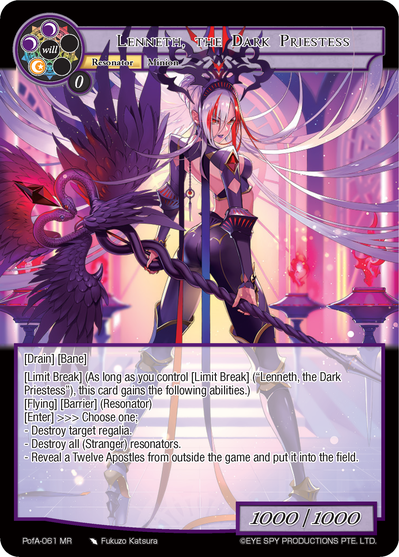 Lenneth, the Dark Priestess
will
Resonator Minion
0
[Drain] [Bane]
[Limit Break] (As long as you control [Limit Break] (“Lenneth, the Dark
Priestess”), this card gains the following abilities.)
[Flying] [Barrier] (Resonator)
[Enter] >>> Choose one;
- Destroy target regalia.
- Destroy all (Stranger) resonators.
- Reveal a Twelve Apostles from outside the game and put it into the field.
1000 / 1000
PofA-061 MR Fukuzo Katsura ©EYE SPY PRODUCTIONS PTE. LTD.